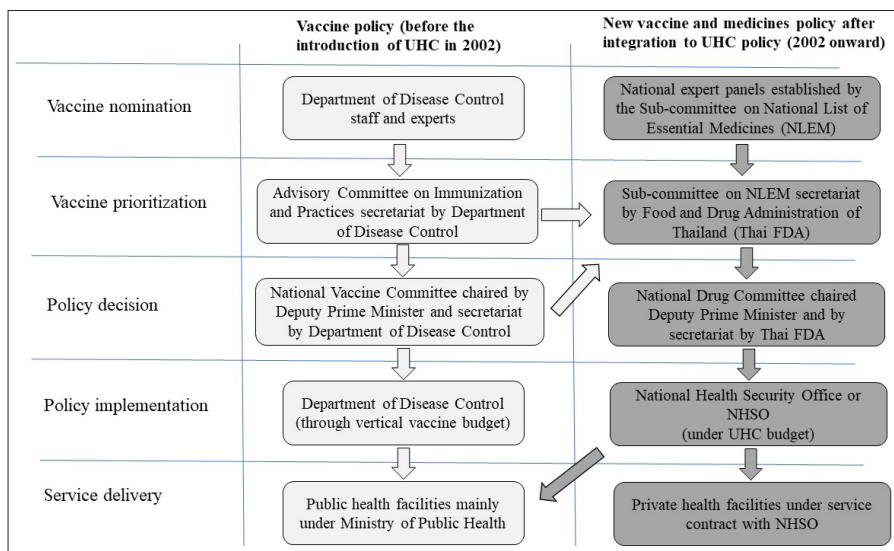 Vaccine policy (before the
introduction of UHC in 2002)
New vaccine and medicines policy after
integration to UHC policy (2002 onward)
Vaccine nomination
Department of Disease Control
staff and experts
National expert panels established by
the Sub-committee on National List of
Essential Medicines (NLEM)
Vaccine prioritization
Advisory Committee on Immunization
and Practices secretariat by Department
of Disease Control
Sub-committee on NLEM secretariat
by Food and Drug Administration of
Thailand (Thai FDA)
Policy decision
National Vaccine Committee chaired by
Deputy Prime Minister and secretariat
by Department of Disease Control
National Drug Committee chaired
Deputy Prime Minister and by
secretariat by Thai FDA
Policy implementation
Department of Disease Control
(through vertical vaccine budget)
National Health Security Office or
NHSO
(under UHC budget)
Service delivery
Public health facilities mainly
under Ministry of Public Health
Private health facilities under service
contract with NHSO